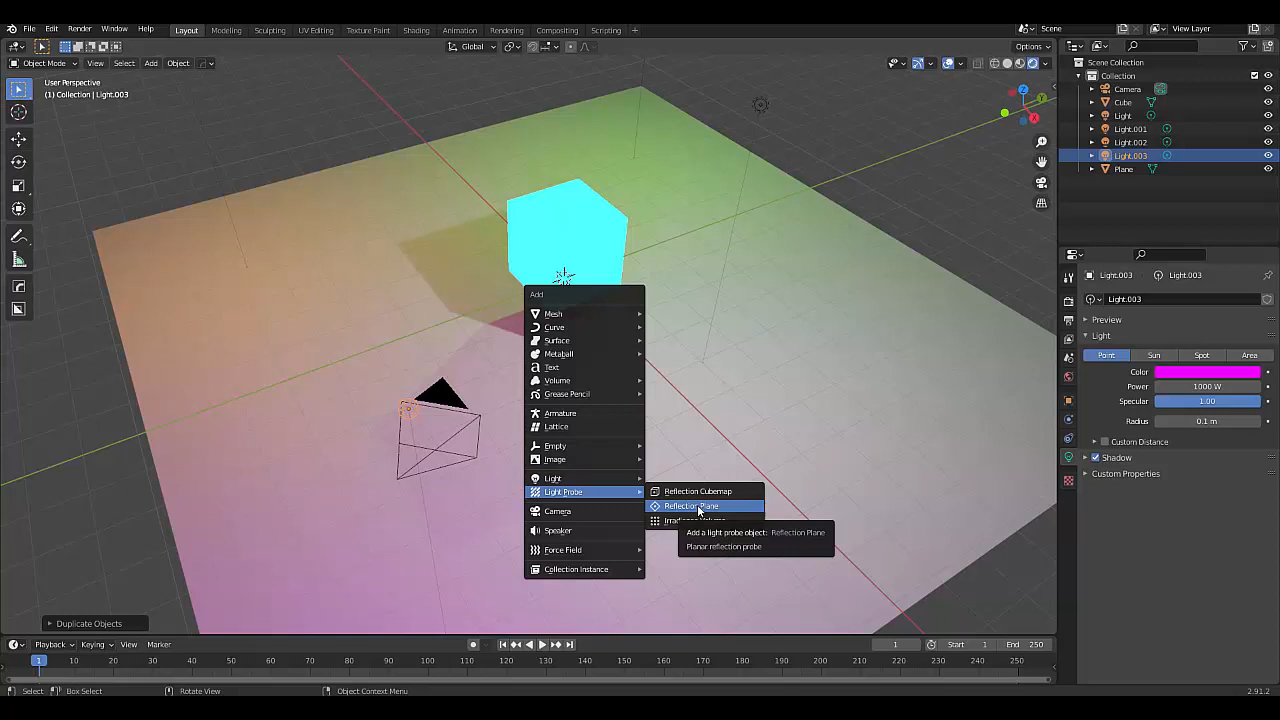 File Edit Render Window Help Layout Modeling Sculpting UV Editing Texture Paint Shading Animation Rendering Compositing Scripting + Scene View Layer
Global Options
Object Mode View Select Add Object
User Perspective
(1) Collection | Light.003
Scene Collection
Collection
Camera
Cube
Light
Light.001
Light.002
Light.003
Plane
Z
Y
X
Add
Mesh
Curve
Surface
Metaball
Text
Volume
Grease Pencil
Armature
Lattice
Empty
Image
Light
Light Probe
Camera
Speaker
Force Field
Collection Instance
Reflection Cubemap
Reflection Plane
Add a light probe object: Reflection Plane
Planar reflection probe
Light.003 Light.003
Light.003
Preview
Light
Point Sun Spot Area
Color
Power 1000 W
Specular 1.00
Radius 0.1 m
Custom Distance
Shadow
Custom Properties
Duplicate Objects
Playback Keying View Marker 1 Start 1 End 250
1 10 20 30 40 50 60 70 80 90 100 110 120 130 140 150 160 170 180 190 200 210 220 230 240 250
Select Box Select Rotate View Object Context Menu 2.91.2